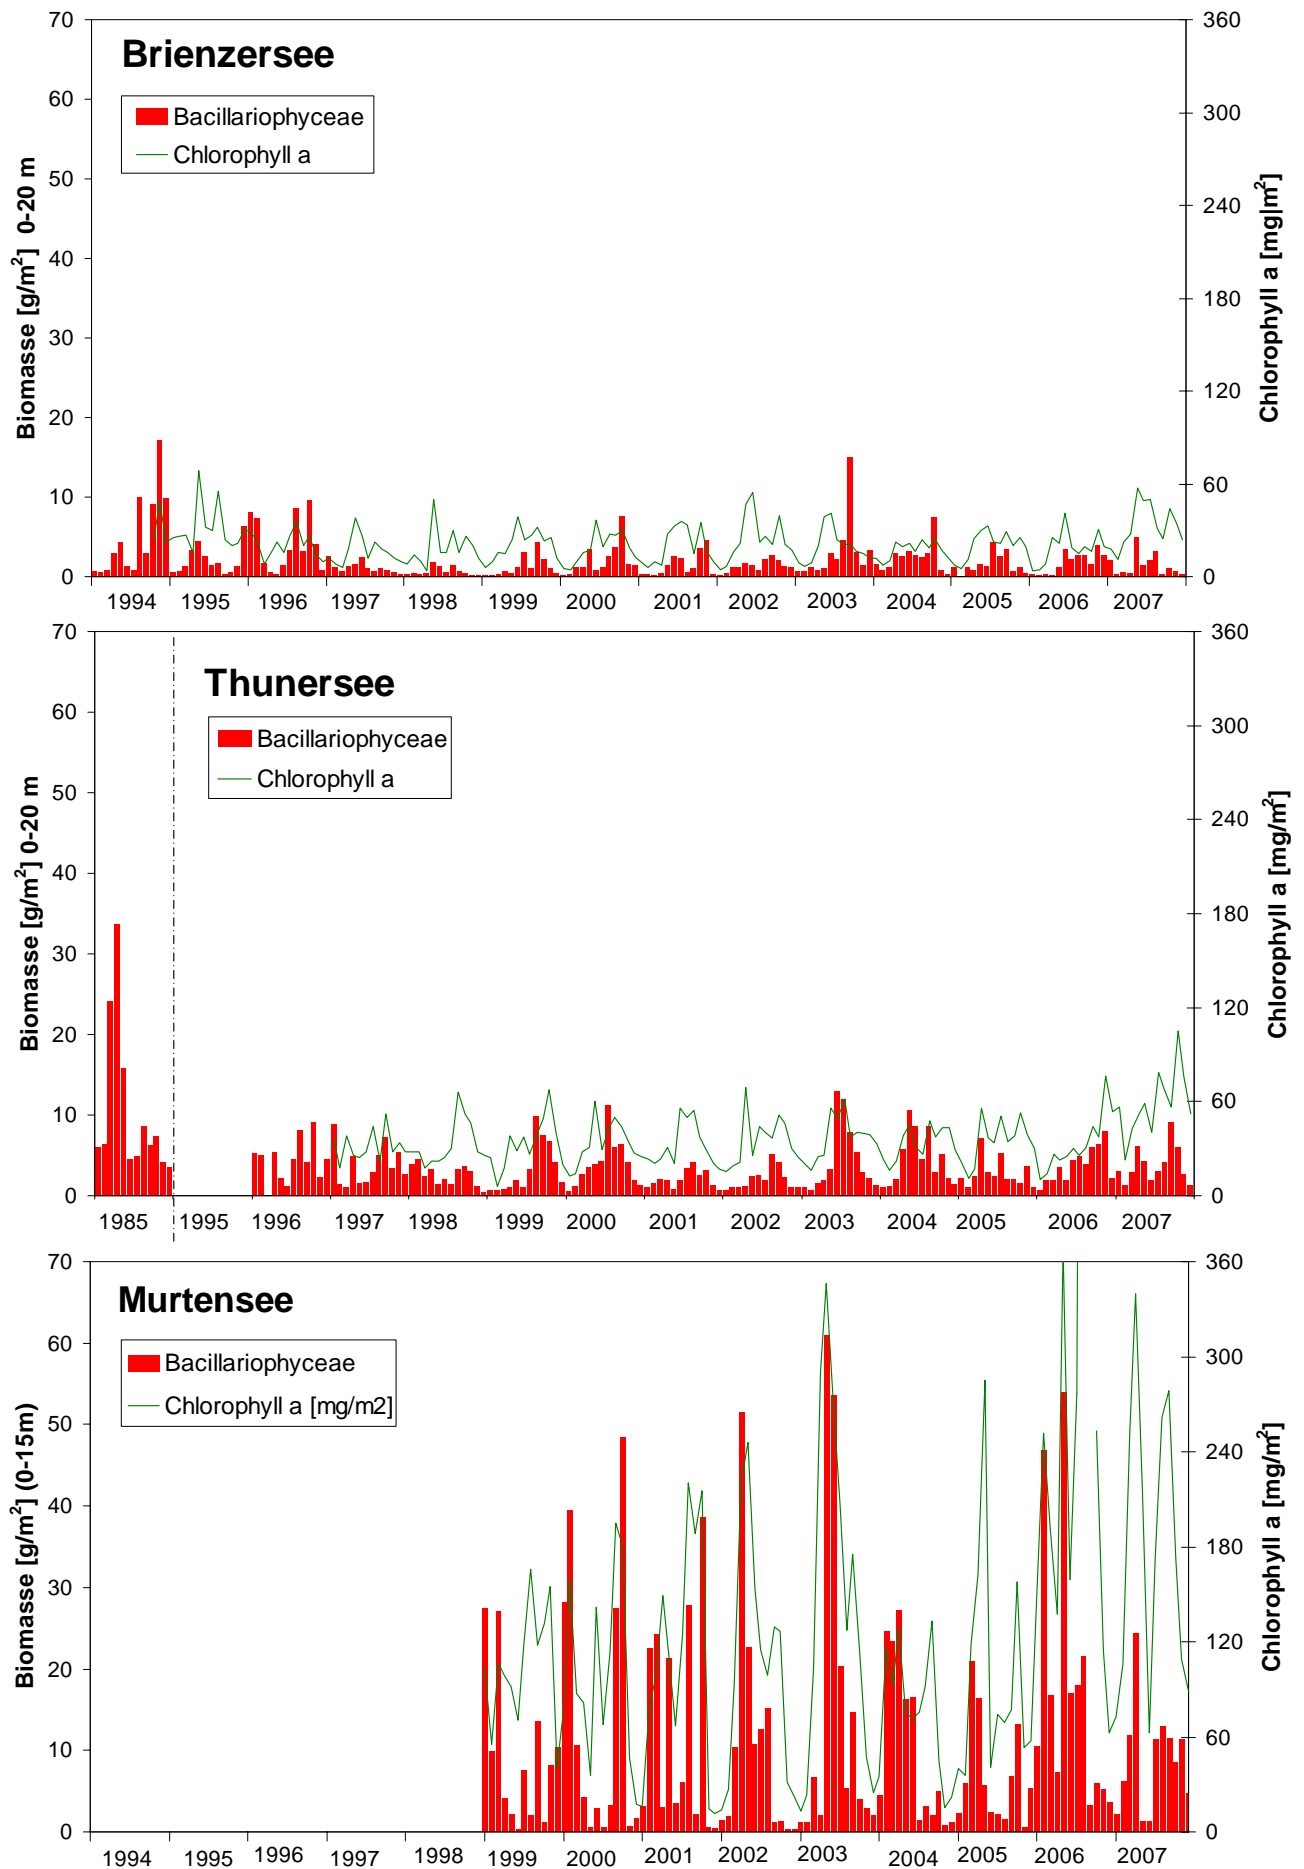 Brienzersee
Bacillariophyceae
Chlorophyll a
Biomasse [g/m²] 0-20 m
70
60
50
40
30
20
10
0
360
300
240
180
120
60
0
Chlorophyll a [mg|m²]
1994 1995 1996 1997 1998 1999 2000 2001 2002 2003 2004 2005 2006 2007
Thunersee
Bacillariophyceae
Chlorophyll a
Biomasse [g/m²] 0-20 m
70
60
50
40
30
20
10
0
360
300
240
180
120
60
0
Chlorophyll a [mg/m²]
1985 1995 1996 1997 1998 1999 2000 2001 2002 2003 2004 2005 2006 2007
Murtensee
Bacillariophyceae
Chlorophyll a [mg/m2]
Biomasse [g/m²] (0-15m)
70
60
50
40
30
20
10
0
360
300
240
180
120
60
0
Chlorophyll a [mg/m²]
1994 1995 1996 1997 1998 1999 2000 2001 2002 2003 2004 2005 2006 2007